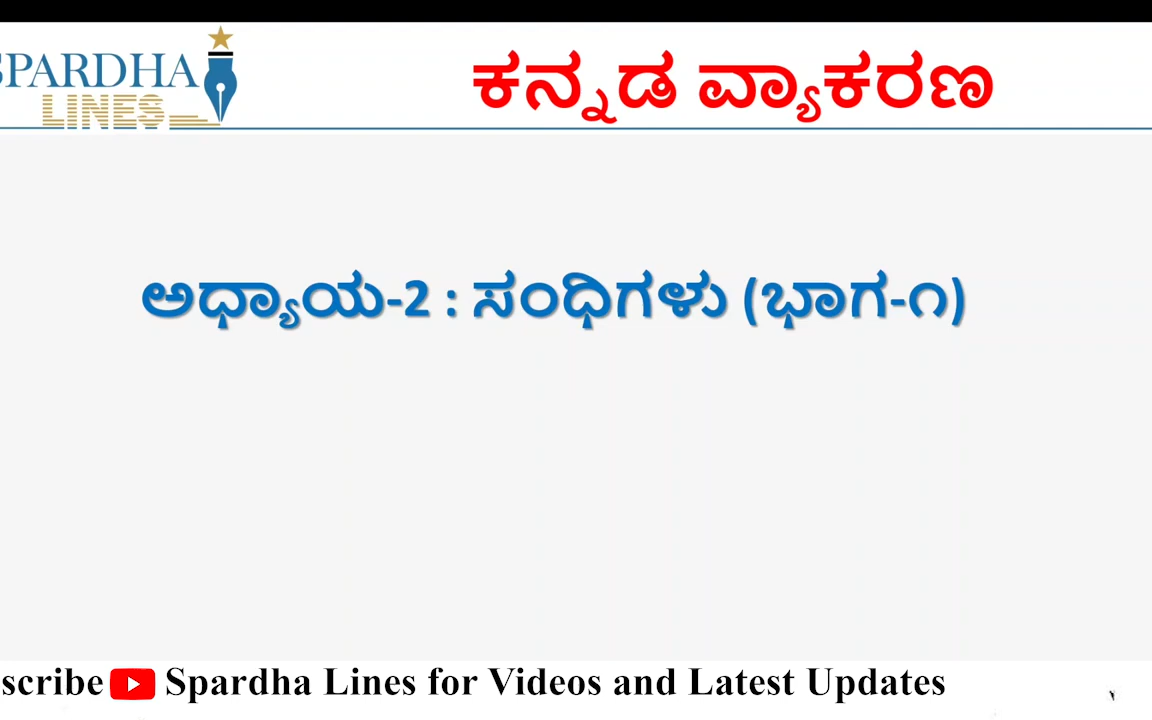 SPARDHA
LINES
ಕನ್ನಡ ವ್ಯಾಕರಣ
ಅಧ್ಯಾಯ-2 : ಸಂಧಿಗಳು (ಭಾಗ-೧)
scribe Spardha Lines for Videos and Latest Updates